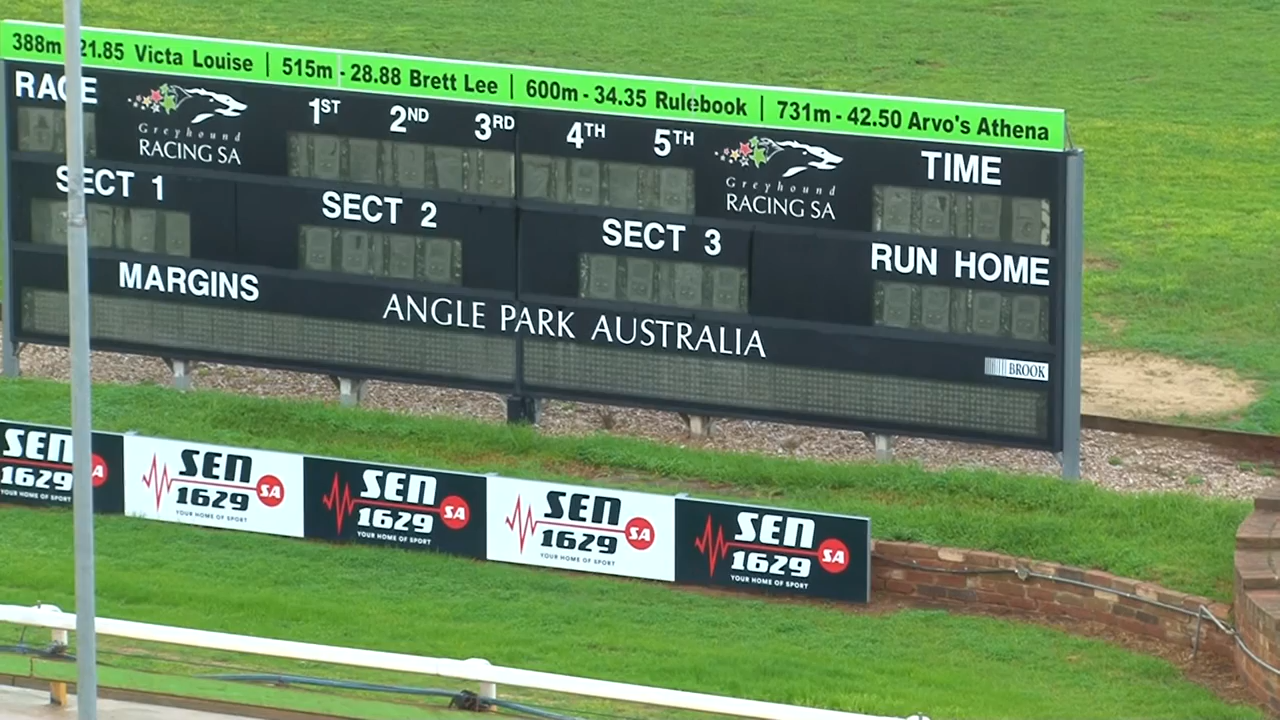 388m - 21.85 Victa Louise | 515m - 28.88 Brett Lee | 600m - 34.35 Rulebook | 731m - 42.50 Arvo's Athena
RACE
Greyhound
RACING SA
1ST 2ND 3RD 4TH 5TH
Greyhound
RACING SA
TIME
SECT 1
SECT 2
SECT 3
RUN HOME
MARGINS
ANGLE PARK AUSTRALIA
BROOK
SEN
1629
SA
YOUR HOME OF SPORT
SEN
1629
SA
YOUR HOME OF SPORT
SEN
1629
SA
YOUR HOME OF SPORT
SEN
1629
SA
YOUR HOME OF SPORT
SEN
1629
SA
YOUR HOME OF SPORT